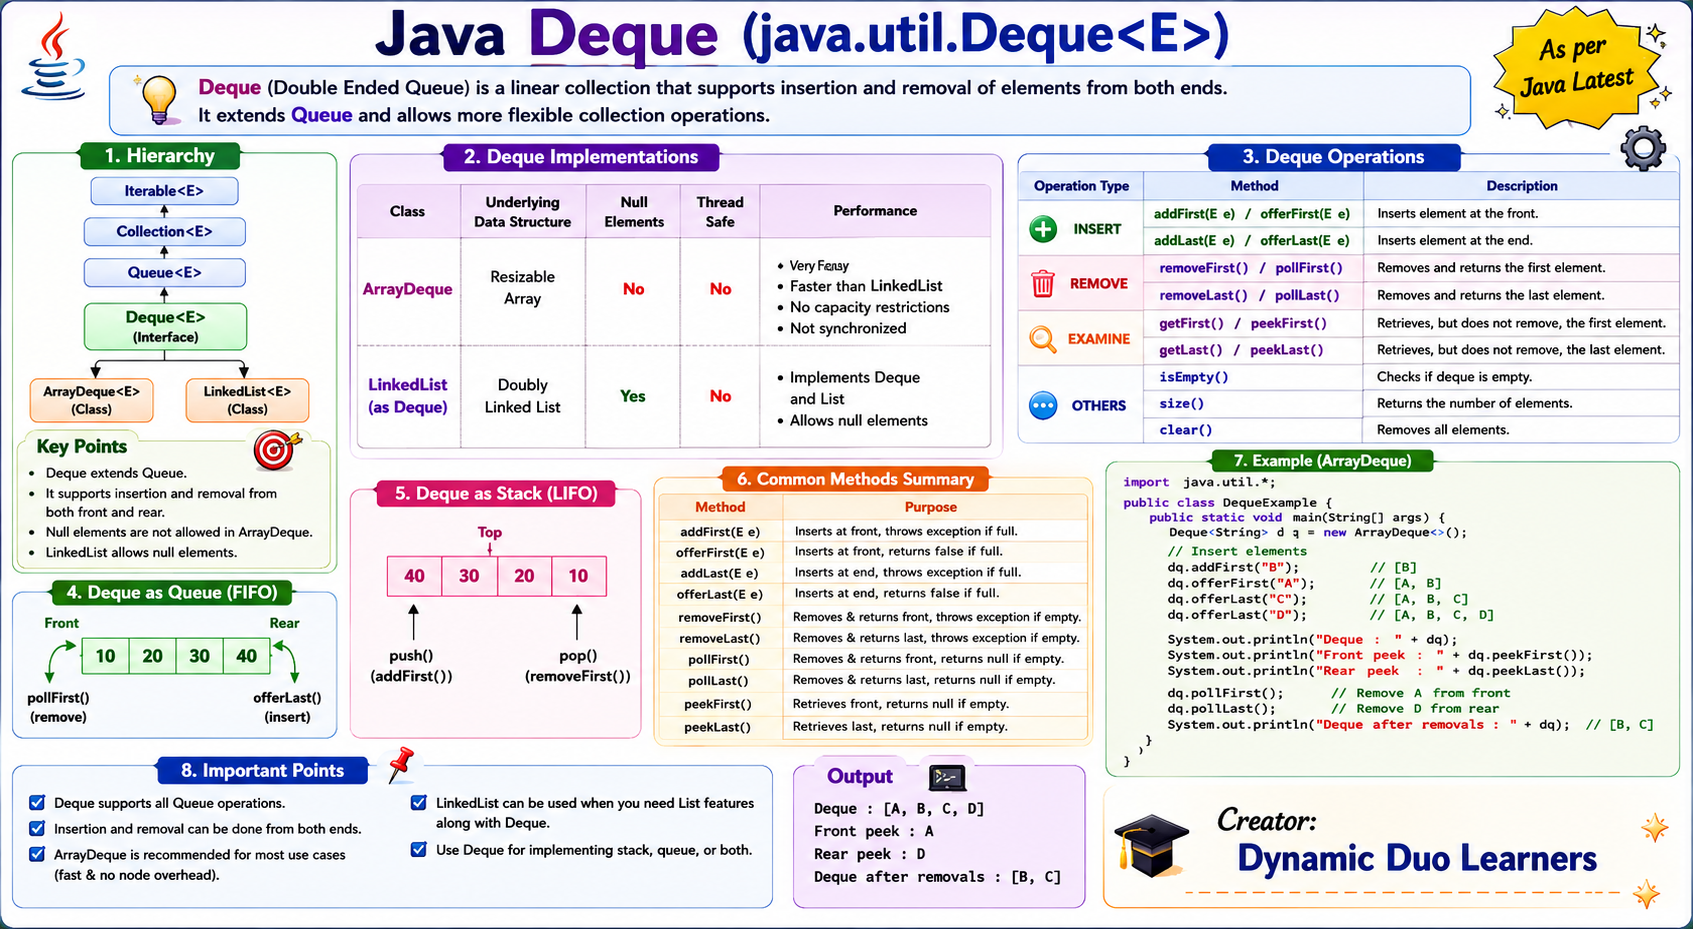 Java Deque (java.util.Deque<E>)
As per
Java Latest
Deque (Double Ended Queue) is a linear collection that supports insertion and removal of elements from both ends.
It extends Queue and allows more flexible collection operations.
1. Hierarchy
Iterable<E>
Collection<E>
Queue<E>
Deque<E>
(Interface)
ArrayDeque<E>
(Class)
LinkedList<E>
(Class)
Key Points
• Deque extends Queue.
• It supports insertion and removal from
both front and rear.
• Null elements are not allowed in ArrayDeque.
• LinkedList allows null elements.
2. Deque Implementations
Class
Underlying
Data Structure
Null
Elements
Thread
Safe
Performance
ArrayDeque
Resizable
Array
No
No
• Very
• Faster than LinkedList
• No capacity restrictions
• Not synchronized
LinkedList
(as Deque)
Doubly
Linked List
Yes
No
• Implements Deque
and List
• Allows null elements
3. Deque Operations
Operation Type Method Description
INSERT
addFirst(E e) / offerFirst(E e) Inserts element at the front.
addLast(E e) / offerLast(E e) Inserts element at the end.
REMOVE
removeFirst() / pollFirst() Removes and returns the first element.
removeLast() / pollLast() Removes and returns the last element.
EXAMINE
getFirst() / peekFirst() Retrieves, but does not remove, the first element.
getLast() / peekLast() Retrieves, but does not remove, the last element.
OTHERS
isEmpty() Checks if deque is empty.
size() Returns the number of elements.
clear() Removes all elements.
4. Deque as Queue (FIFO)
Front Rear
10 20 30 40
pollFirst()
(remove)
offerLast()
(insert)
5. Deque as Stack (LIFO)
Top
40 30 20 10
push()
(addFirst())
pop()
(removeFirst())
6. Common Methods Summary
Method Purpose
addFirst(E e) Inserts at front, throws exception if full.
offerFirst(E e) Inserts at front, returns false if full.
addLast(E e) Inserts at end, throws exception if full.
offerLast(E e) Inserts at end, returns false if full.
removeFirst() Removes & returns front, throws exception if empty.
removeLast() Removes & returns last, throws exception if empty.
pollFirst() Removes & returns front, returns null if empty.
pollLast() Removes & returns last, returns null if empty.
peekFirst() Retrieves front, returns null if empty.
peekLast() Retrieves last, returns null if empty.
7. Example (ArrayDeque)
import java.util.*;
public class DequeExample {
public static void main(String[] args) {
Deque<String> d q = new ArrayDeque<>();
// Insert elements
dq.addFirst("B"); // [B]
dq.offerFirst("A"); // [A, B]
dq.offerLast("C"); // [A, B, C]
dq.offerLast("D"); // [A, B, C, D]
System.out.println("Deque : " + dq);
System.out.println("Front peek : " + dq.peekFirst());
System.out.println("Rear peek : " + dq.peekLast());
dq.pollFirst(); // Remove A from front
dq.pollLast(); // Remove D from rear
System.out.println("Deque after removals : " + dq); // [B, C]
}
}
8. Important Points
Deque supports all Queue operations.
Insertion and removal can be done from both ends.
ArrayDeque is recommended for most use cases
(fast & no node overhead).
LinkedList can be used when you need List features
along with Deque.
Use Deque for implementing stack, queue, or both.
Output
Deque : [A, B, C, D]
Front peek : A
Rear peek : D
Deque after removals : [B, C]
Creator:
Dynamic Duo Learners